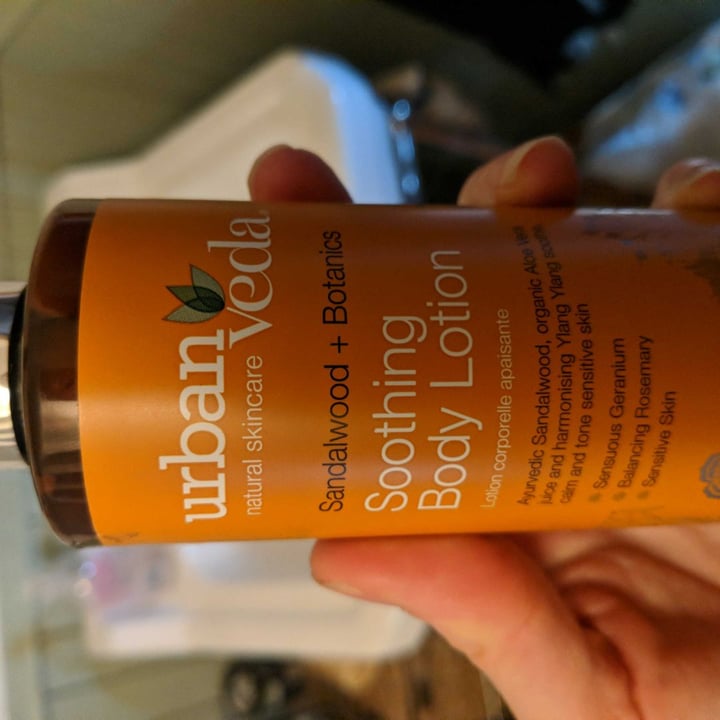 urban
veda
natural skincare
Sandalwood + Botanics
Soothing
Body Lotion
Lotion corporelle apaisante
Ayurvedic Sandalwood, organic Aloe Vera
juice and harmonising Ylang Ylang soothe,
calm and tone sensitive skin
Sensuous Geranium
Balancing Rosemary
Sensitive Skin